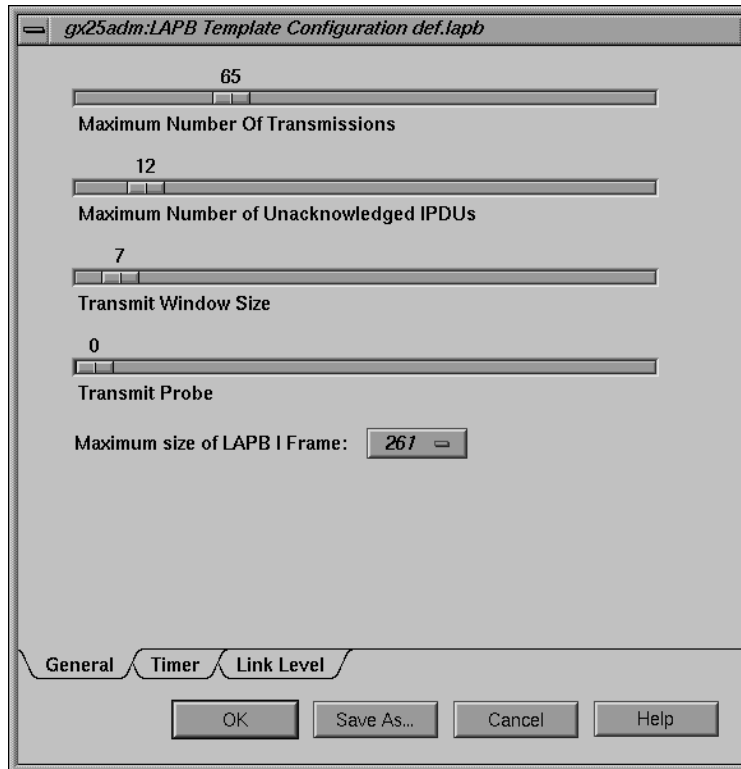 gx25adm:LAPB Template Configuration def.lapb
65
Maximum Number Of Transmissions
12
Maximum Number of Unacknowledged IPDUs
7
Transmit Window Size
0
Transmit Probe
Maximum size of LAPB I Frame: 261
General Timer Link Level
OK Save As... Cancel Help